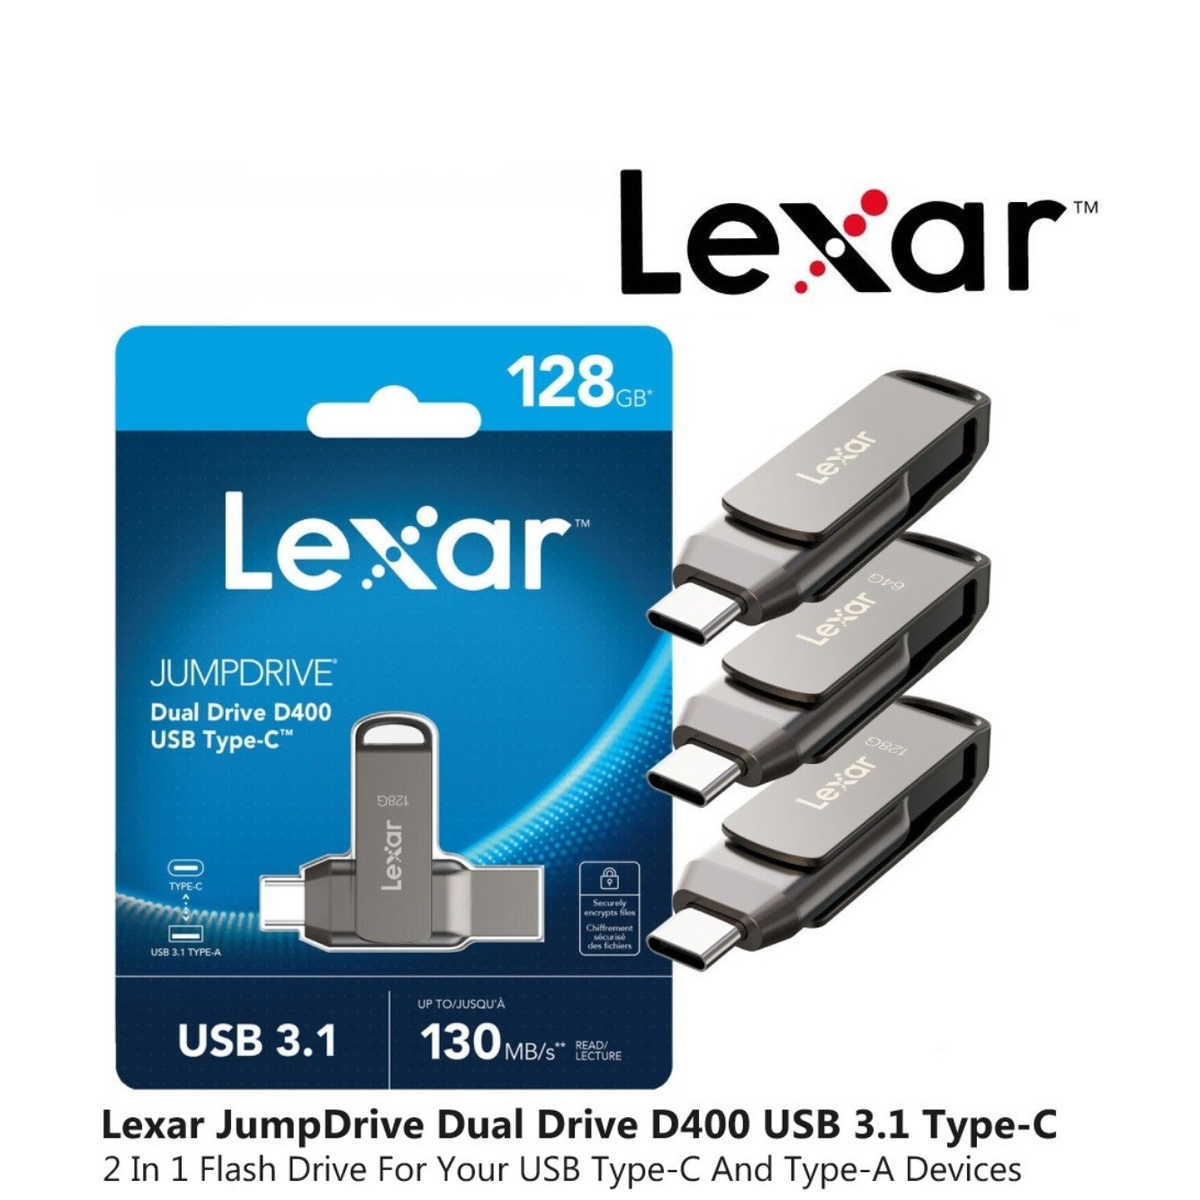 Lexar™
128GB*
Lexar™
JUMPDRIVE®
Dual Drive D400
USB Type-C™
128G
Lexar
TYPE-C
USB 3.1 TYPE-A
Securely
encrypts files
Chiffrement
sécurisé
des fichiers
USB 3.1
UP TO/JUSQU'À
130MB/s** READ/
LECTURE
Lexar
64G
Lexar
128G
Lexar
Lexar JumpDrive Dual Drive D400 USB 3.1 Type-C
2 In 1 Flash Drive For Your USB Type-C And Type-A Devices